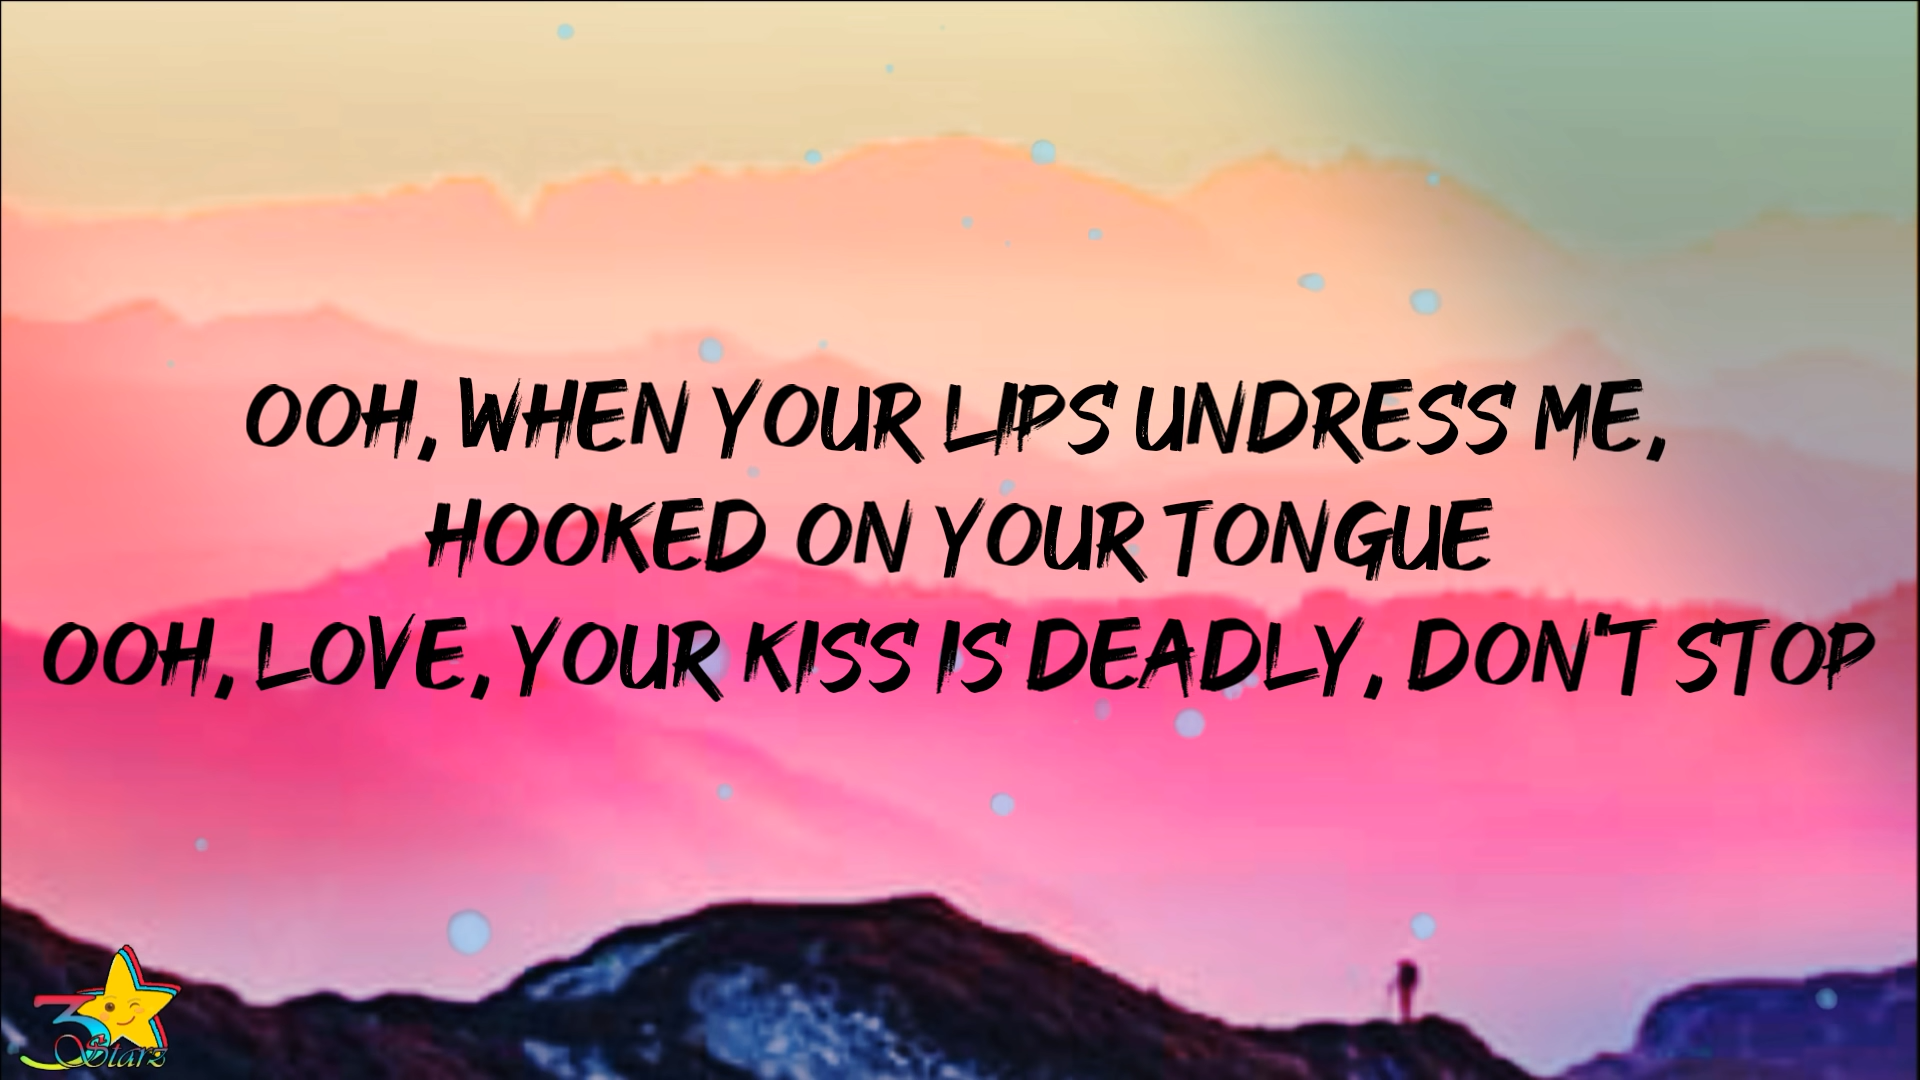 OOH, WHEN YOUR LIPS UNDRESS ME,
HOOKED ON YOUR TONGUE
OOH, LOVE, YOUR KISS IS DEADLY, DON'T STOP
3
Starz